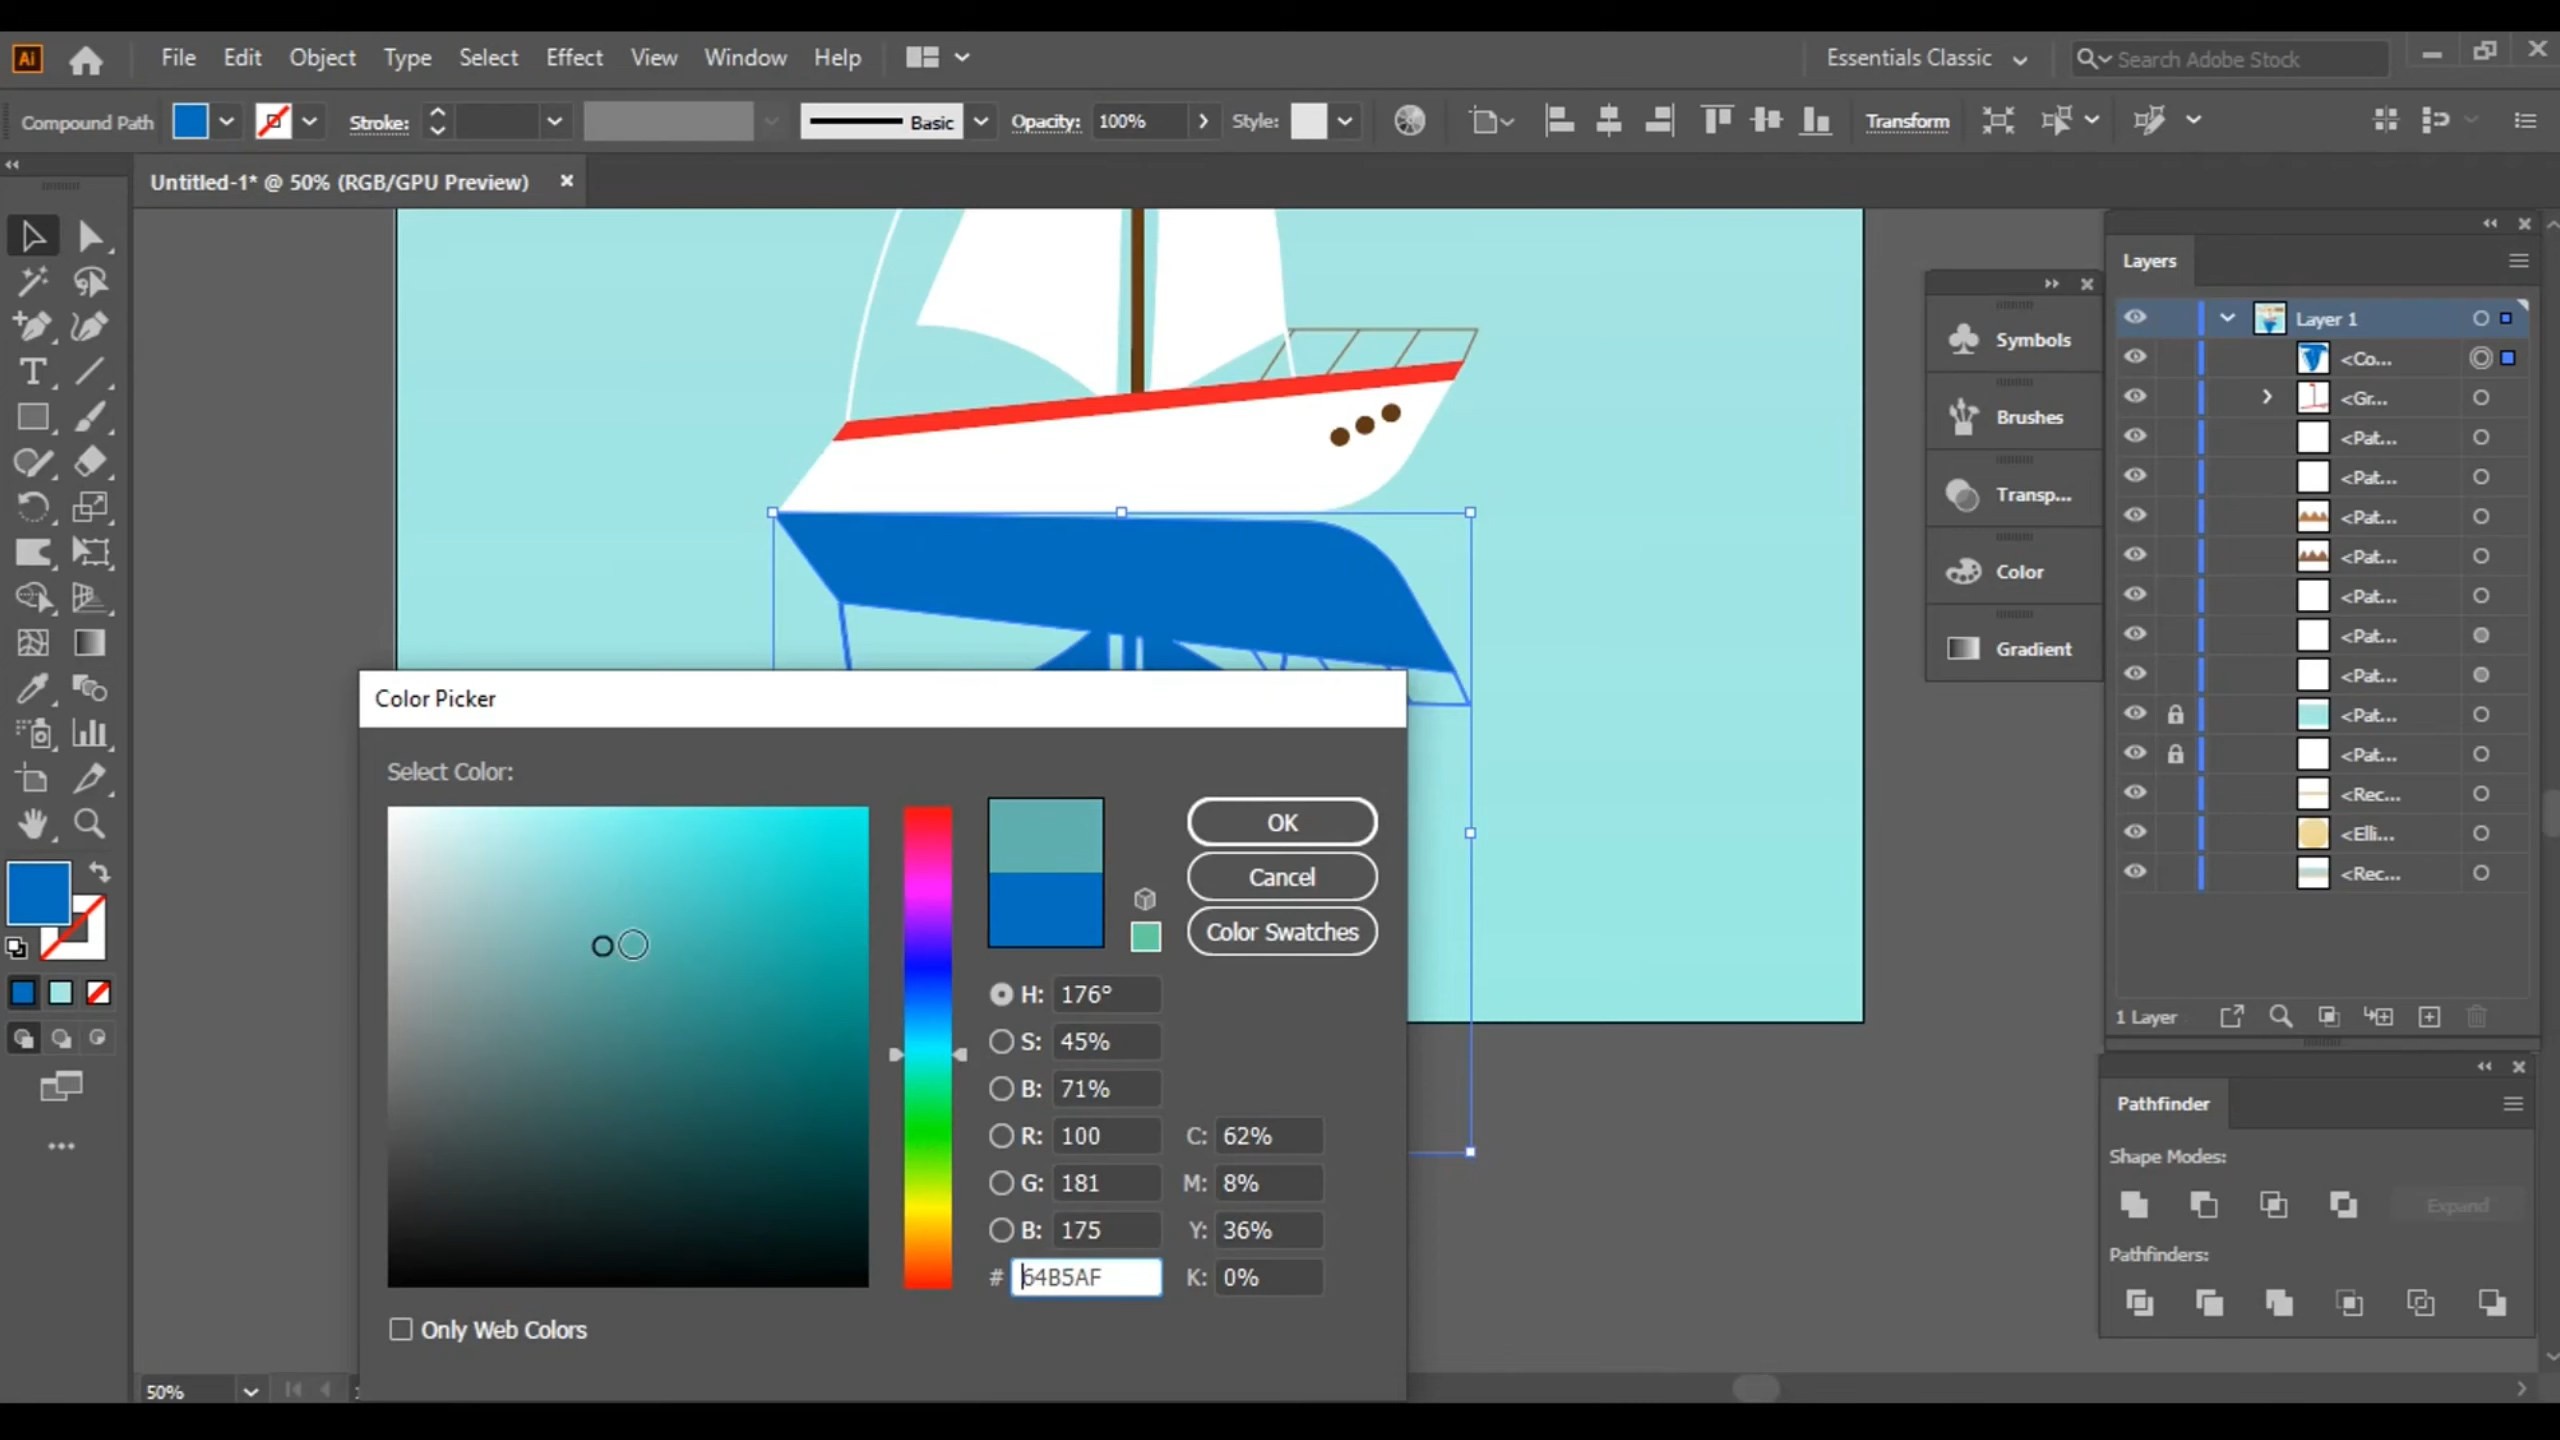 Ai File Edit Object Type Select Effect View Window Help Essentials Classic Search Adobe Stock
Compound Path Stroke: Basic Opacity: 100% Style: Transform
Untitled-1* @ 50% (RGB/GPU Preview)
Layers
Layer 1
<Co...
<Gr...
<Pat...
<Pat...
<Pat...
<Pat...
<Pat...
<Pat...
<Pat...
<Pat...
<Pat...
<Rec...
<Elli...
<Rec...
1 Layer
Symbols
Brushes
Transp...
Color
Gradient
Pathfinder
Shape Modes:
Expand
Pathfinders:
Color Picker
Select Color:
OK
Cancel
Color Swatches
H: 176°
S: 45%
B: 71%
R: 100 C: 62%
G: 181 M: 8%
B: 175 Y: 36%
# 64B5AF K: 0%
Only Web Colors
50%